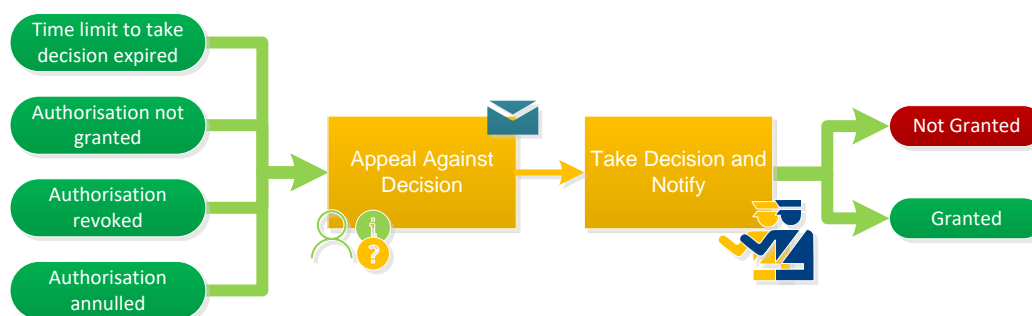 Time limit to take
decision expired
Authorisation not
granted
Authorisation
revoked
Authorisation
annulled
Appeal Against
Decision
i
?
Take Decision and
Notify
Not Granted
Granted